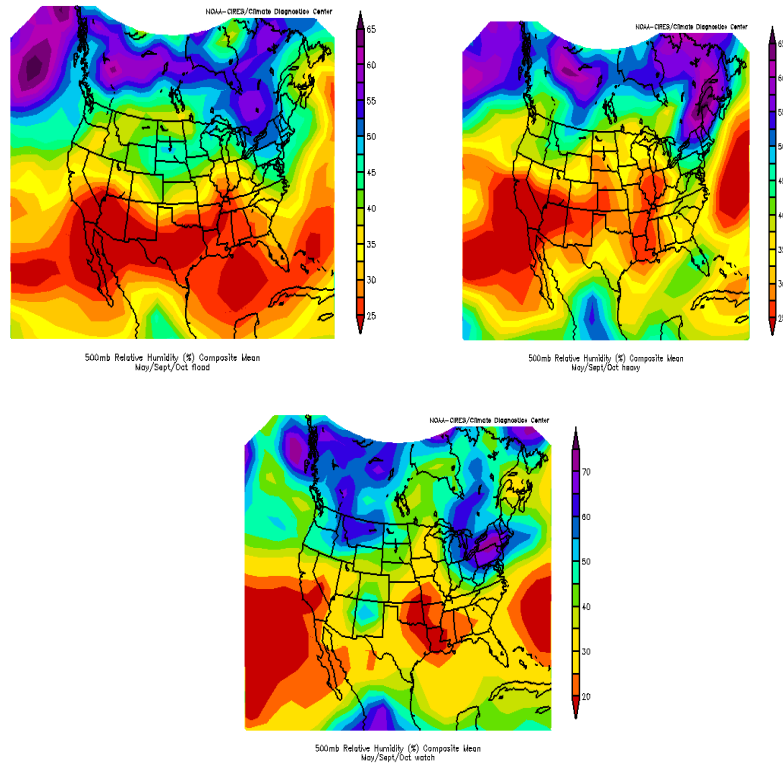 NOAA-CIRES/Climate Diagnostics Center
65
60
55
50
45
40
35
30
25
500mb Relative Humidity (%) Composite Mean
May/Sept/Oct flood
NOAA-CIRES/Climate Diagnostics Center
500mb Relative Humidity (%) Composite Mean
May/Sept/Oct heavy
NOAA-CIRES/Climate Diagnostics Center
70
60
50
40
30
20
500mb Relative Humidity (%) Composite Mean
May/Sept/Oct watch